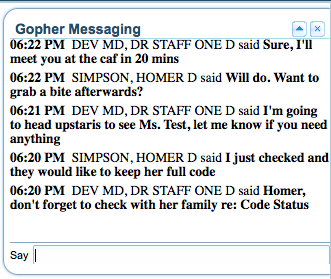 Gopher Messaging
06:22 PM DEV MD, DR STAFF ONE D said Sure, I'll
meet you at the caf in 20 mins
06:22 PM SIMPSON, HOMER D said Will do. Want to
grab a bite afterwards?
06:21 PM DEV MD, DR STAFF ONE D said I'm going
to head upstaris to see Ms. Test, let me know if you need
anything
06:20 PM SIMPSON, HOMER D said I just checked and
they would like to keep her full code
06:20 PM DEV MD, DR STAFF ONE D said Homer,
don't forget to check with her family re: Code Status
Say